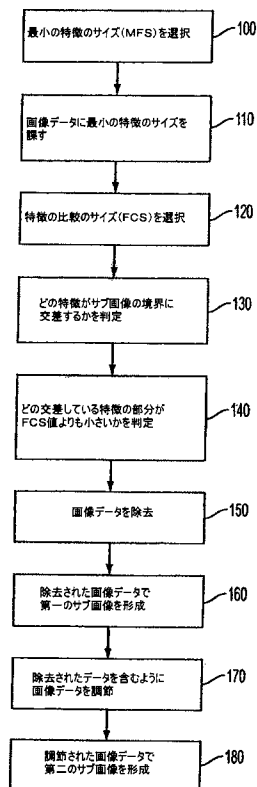 最小の特徴のサイズ(MFS)を選択
100
画像データに最小の特徴のサイズを
課す
110
特徴の比較のサイズ(FCS)を選択
120
どの特徴がサブ画像の境界に
交差するかを判定
130
どの交差している特徴の部分が
FCS値よりも小さいかを判定
140
画像データを除去
150
除去された画像データで
第一のサブ画像を形成
160
除去されたデータを含むように
画像データを調節
170
調節された画像データで
第二のサブ画像を形成
180